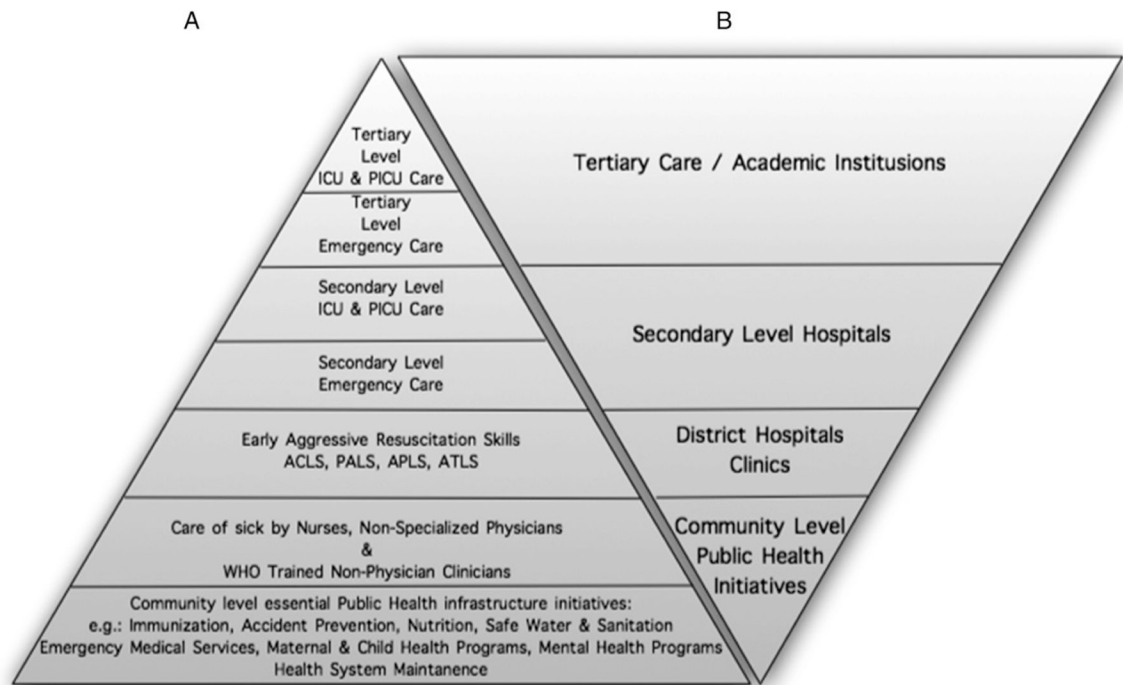 A
B
Tertiary
Level
ICU & PICU Care
Tertiary
Level
Emergency Care
Secondary Level
ICU & PICU Care
Secondary Level
Emergency Care
Early Aggressive Resuscitation Skills
ACLS, PALS, APLS, ATLS
Care of sick by Nurses, Non-Specialized Physicians
&
WHO Trained Non-Physician Clinicians
Community level essential Public Health infrastructure initiatives:
e.g.: Immunization, Accident Prevention, Nutrition, Safe Water & Sanitation
Emergency Medical Services, Maternal & Child Health Programs, Mental Health Programs
Health System Maintanence
Tertiary Care / Academic Institusions
Secondary Level Hospitals
District Hospitals
Clinics
Community Level
Public Health
Initiatives